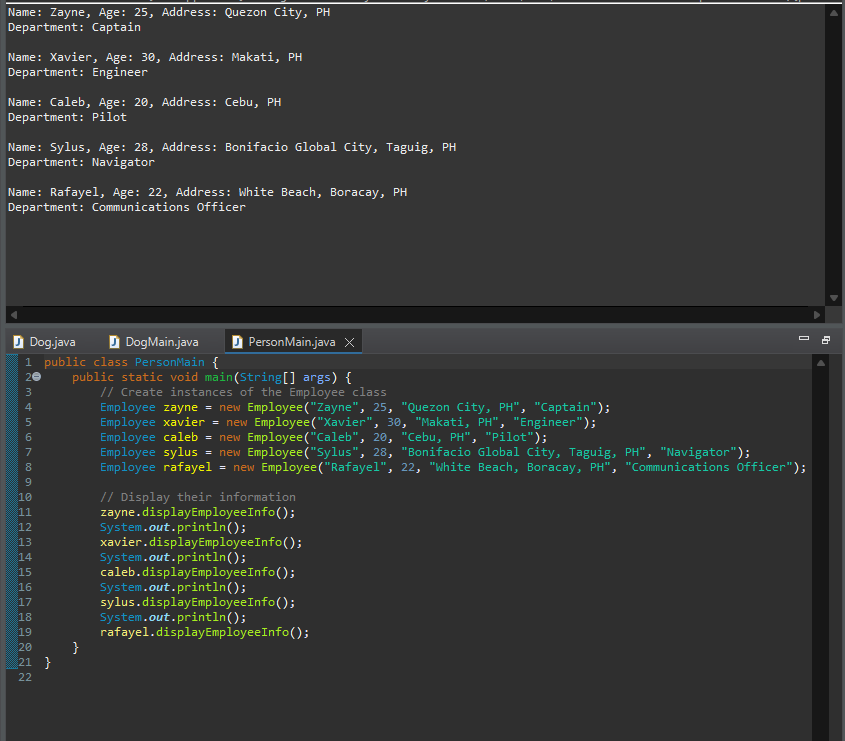 Name: Zayne, Age: 25, Address: Quezon City, PH
Department: Captain
Name: Xavier, Age: 30, Address: Makati, PH
Department: Engineer
Name: Caleb, Age: 20, Address: Cebu, PH
Department: Pilot
Name: Sylus, Age: 28, Address: Bonifacio Global City, Taguig, PH
Department: Navigator
Name: Rafayel, Age: 22, Address: White Beach, Boracay, PH
Department: Communications Officer
Dog.java DogMain.java PersonMain.java
1 public class PersonMain {
2 public static void main(String[] args) {
3 // Create instances of the Employee class
4 Employee zayne = new Employee("Zayne", 25, "Quezon City, PH", "Captain");
5 Employee xavier = new Employee("Xavier", 30, "Makati, PH", "Engineer");
6 Employee caleb = new Employee("Caleb", 20, "Cebu, PH", "Pilot");
7 Employee sylus = new Employee("Sylus", 28, "Bonifacio Global City, Taguig, PH", "Navigator");
8 Employee rafayel = new Employee("Rafayel", 22, "White Beach, Boracay, PH", "Communications Officer");
9
10 // Display their information
11 zayne.displayEmployeeInfo();
12 System.out.println();
13 xavier.displayEmployeeInfo();
14 System.out.println();
15 caleb.displayEmployeeInfo();
16 System.out.println();
17 sylus.displayEmployeeInfo();
18 System.out.println();
19 rafayel.displayEmployeeInfo();
20 }
21 }
22